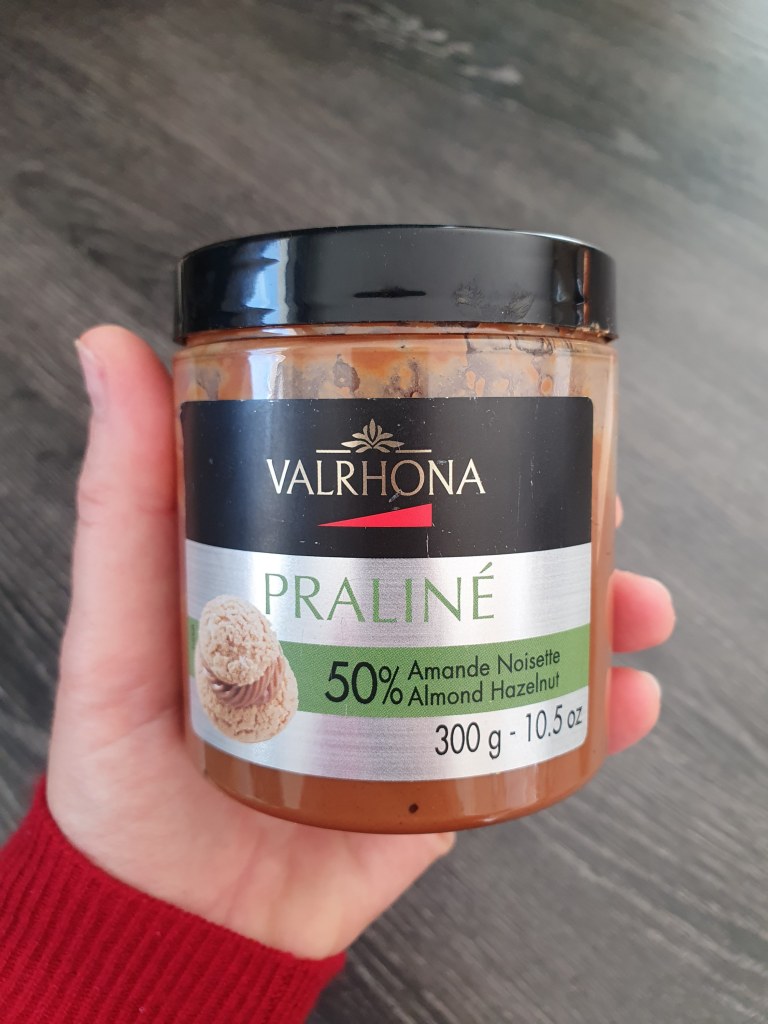 VALRHONA
PRALINÉ
50% Amande Noisette
Almond Hazelnut
300 g - 10.5 oz